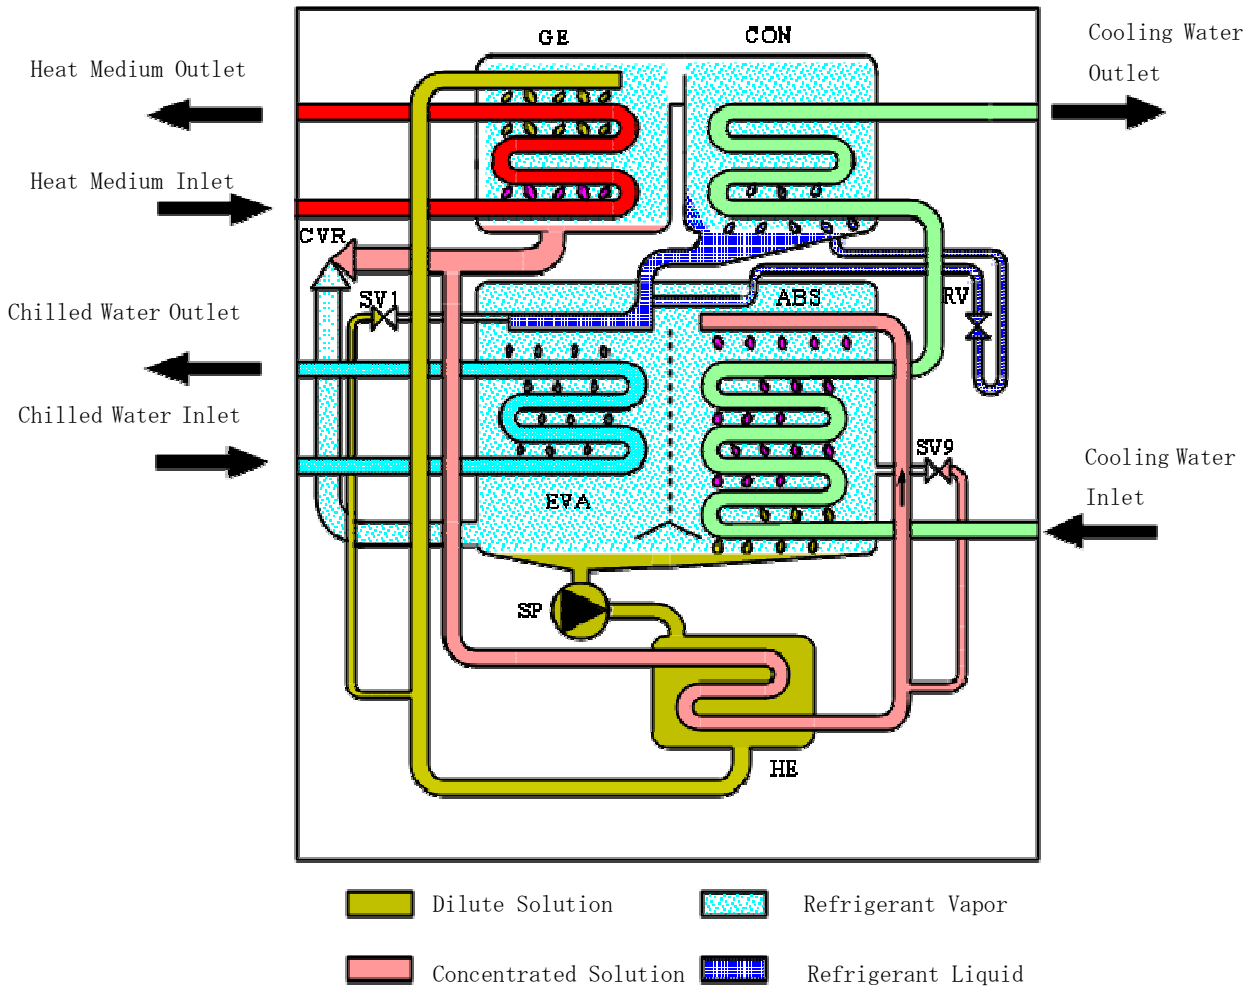 GE
CON
Cooling Water
Outlet
Heat Medium Outlet
Heat Medium Inlet
CVR
SV1
ABS
RV
Chilled Water Outlet
Chilled Water Inlet
SV9
Cooling Water
Inlet
EVA
SP
HE
Dilute Solution
Refrigerant Vapor
Concentrated Solution
Refrigerant Liquid